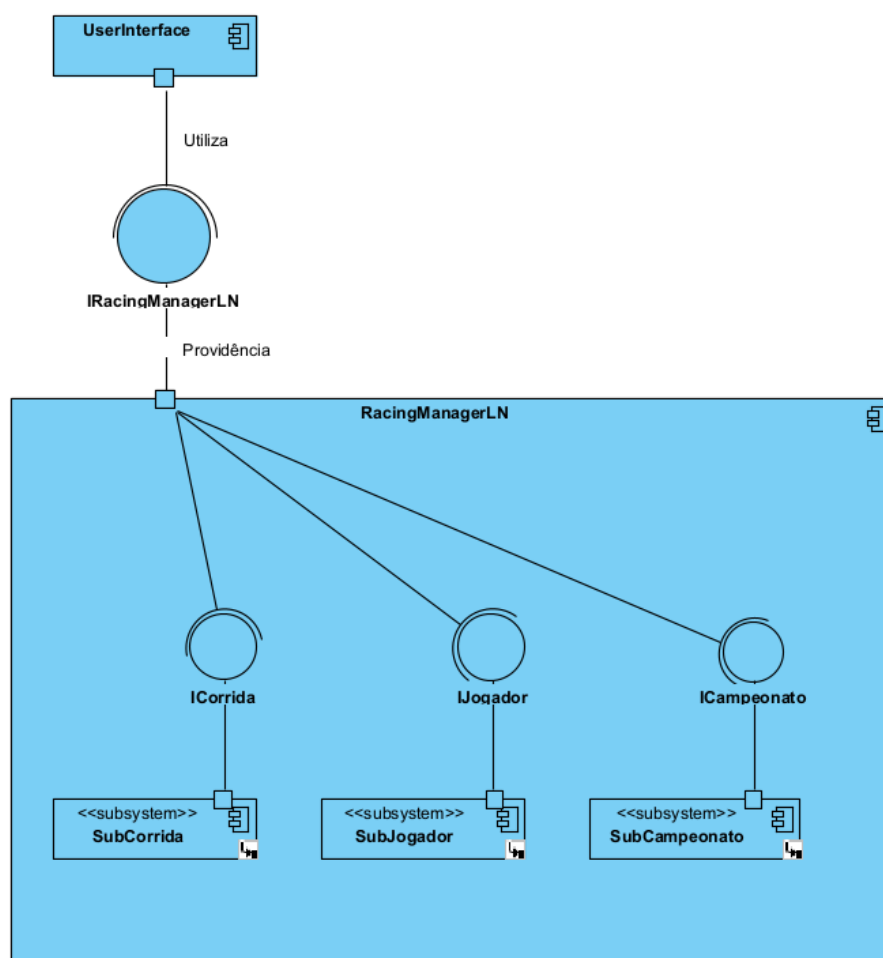 UserInterface
Utiliza
IRacingManagerLN
Providência
RacingManagerLN
ICorrida
IJogador
ICampeonato
<<subsystem>>
SubCorrida
<<subsystem>>
SubJogador
<<subsystem>>
SubCampeonato